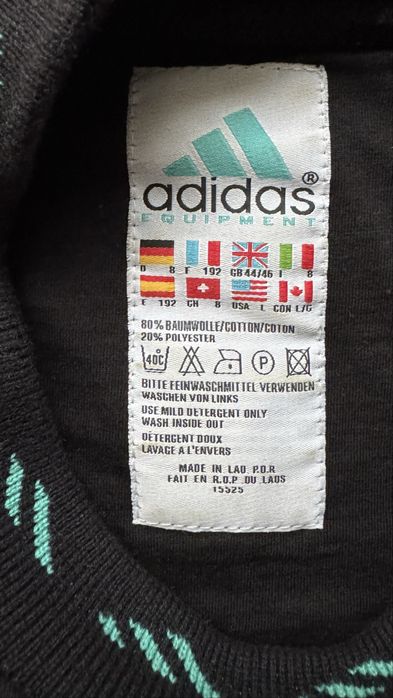 adidas®
EQUIPMENT
D 8 F 192 GB 44/46 I 8
E 192 CH 8 USA L CDN L/G
80% BAUMWOLLE/COTTON/COTON
20% POLYESTER
40C P
BITTE FEINWASCHMITTEL VERWENDEN
WASCHEN VON LINKS
USE MILD DETERGENT ONLY
WASH INSIDE OUT
DETERGENT DOUX
LAVAGE A L'ENVERS
MADE IN LAO P.D.R
FAIT EN R.D.P DU LAOS
15525